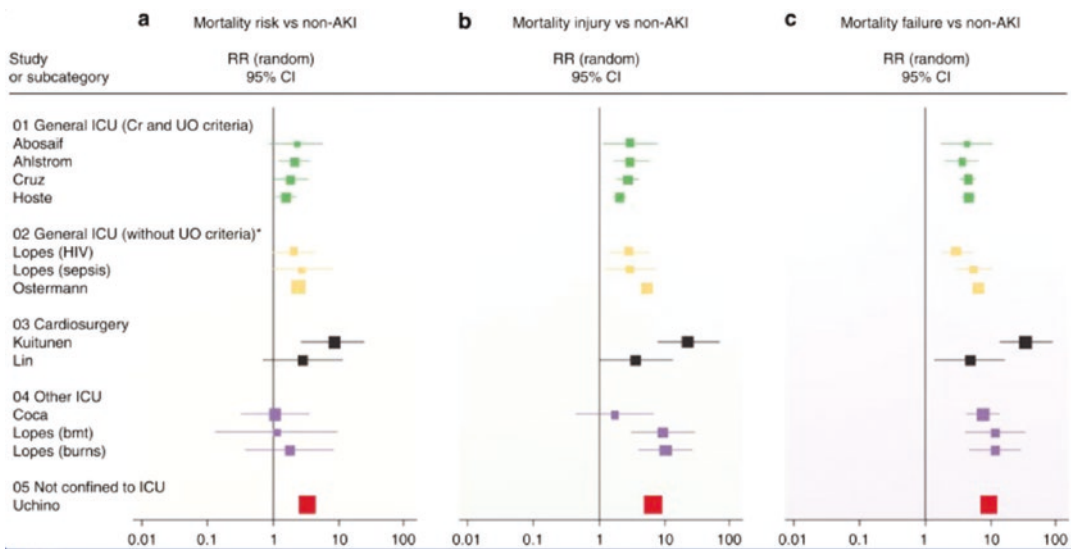 a Mortality risk vs non-AKI b Mortality injury vs non-AKI c Mortality failure vs non-AKI
Study RR (random) RR (random) RR (random)
or subcategory 95% CI 95% CI 95% CI
01 General ICU (Cr and UO criteria)
Abosaif
Ahlstrom
Cruz
Hoste
02 General ICU (without UO criteria)*
Lopes (HIV)
Lopes (sepsis)
Ostermann
03 Cardiosurgery
Kuitunen
Lin
04 Other ICU
Coca
Lopes (bmt)
Lopes (burns)
05 Not confined to ICU
Uchino
0.01 0.1 1 10 100 0.01 0.1 1 10 100 0.01 0.1 1 10 100